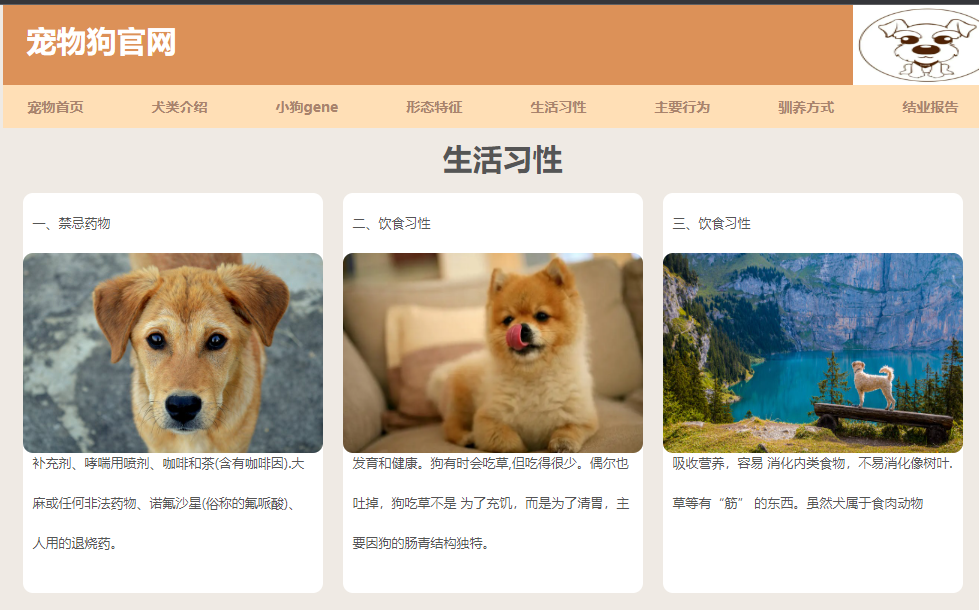 宠物狗官网
宠物首页 犬类介绍 小狗gene 形态特征 生活习性 主要行为 驯养方式 结业报告
生活习性
一、禁忌药物
补充剂、哮喘用喷剂、咖啡和茶(含有咖啡因).大
麻或任何非法药物、诺氟沙星(俗称的氟哌酸)、
人用的退烧药。
二、饮食习性
发育和健康。狗有时会吃草,但吃得很少。偶尔也
吐掉，狗吃草不是 为了充饥，而是为了清胃，主
要因狗的肠青结构独特。
三、饮食习性
吸收营养，容易 消化内类食物，不易消化像树叶.
草等有“筋” 的东西。虽然犬属于食肉动物